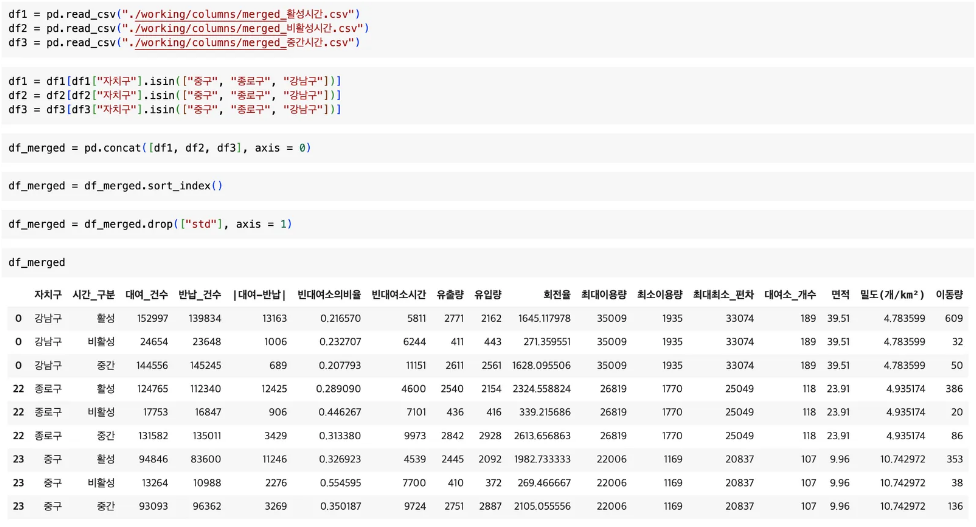 df1 = pd.read_csv("./working/columns/merged_활성시간.csv")
df2 = pd.read_csv("./working/columns/merged_비활성시간.csv")
df3 = pd.read_csv("./working/columns/merged_중간시간.csv")
df1 = df1[df1["자치구"].isin(["중구", "종로구", "강남구"])]
df2 = df2[df2["자치구"].isin(["중구", "종로구", "강남구"])]
df3 = df3[df3["자치구"].isin(["중구", "종로구", "강남구"])]
df_merged = pd.concat([df1, df2, df3], axis = 0)
df_merged = df_merged.sort_index()
df_merged = df_merged.drop(["std"], axis = 1)
df_merged
자치구 시간_구분 대여_건수 반납_건수 |대여-반납| 빈대여소의비율 빈대여소시간 유출량 유입량 회전율 최대이용량 최소이용량 최대최소_편차 대여소_개수 면적 밀도(개/km²) 이동량
0 강남구 활성 152997 139834 13163 0.216570 5811 2771 2162 1645.117978 35009 1935 33074 189 39.51 4.783599 609
0 강남구 비활성 24654 23648 1006 0.232707 6244 411 443 271.359551 35009 1935 33074 189 39.51 4.783599 32
0 강남구 중간 144556 145245 689 0.207793 11151 2611 2561 1628.095506 35009 1935 33074 189 39.51 4.783599 50
22 종로구 활성 124765 112340 12425 0.289090 4600 2540 2154 2324.558824 26819 1770 25049 118 23.91 4.935174 386
22 종로구 비활성 17753 16847 906 0.446267 7101 436 416 339.215686 26819 1770 25049 118 23.91 4.935174 20
22 종로구 중간 131582 135011 3429 0.313380 9973 2842 2928 2613.656863 26819 1770 25049 118 23.91 4.935174 86
23 중구 활성 94846 83600 11246 0.326923 4539 2445 2092 1982.733333 22006 1169 20837 107 9.96 10.742972 353
23 중구 비활성 13264 10988 2276 0.554595 7700 410 372 269.466667 22006 1169 20837 107 9.96 10.742972 38
23 중구 중간 93093 96362 3269 0.350187 9724 2751 2887 2105.055556 22006 1169 20837 107 9.96 10.742972 136